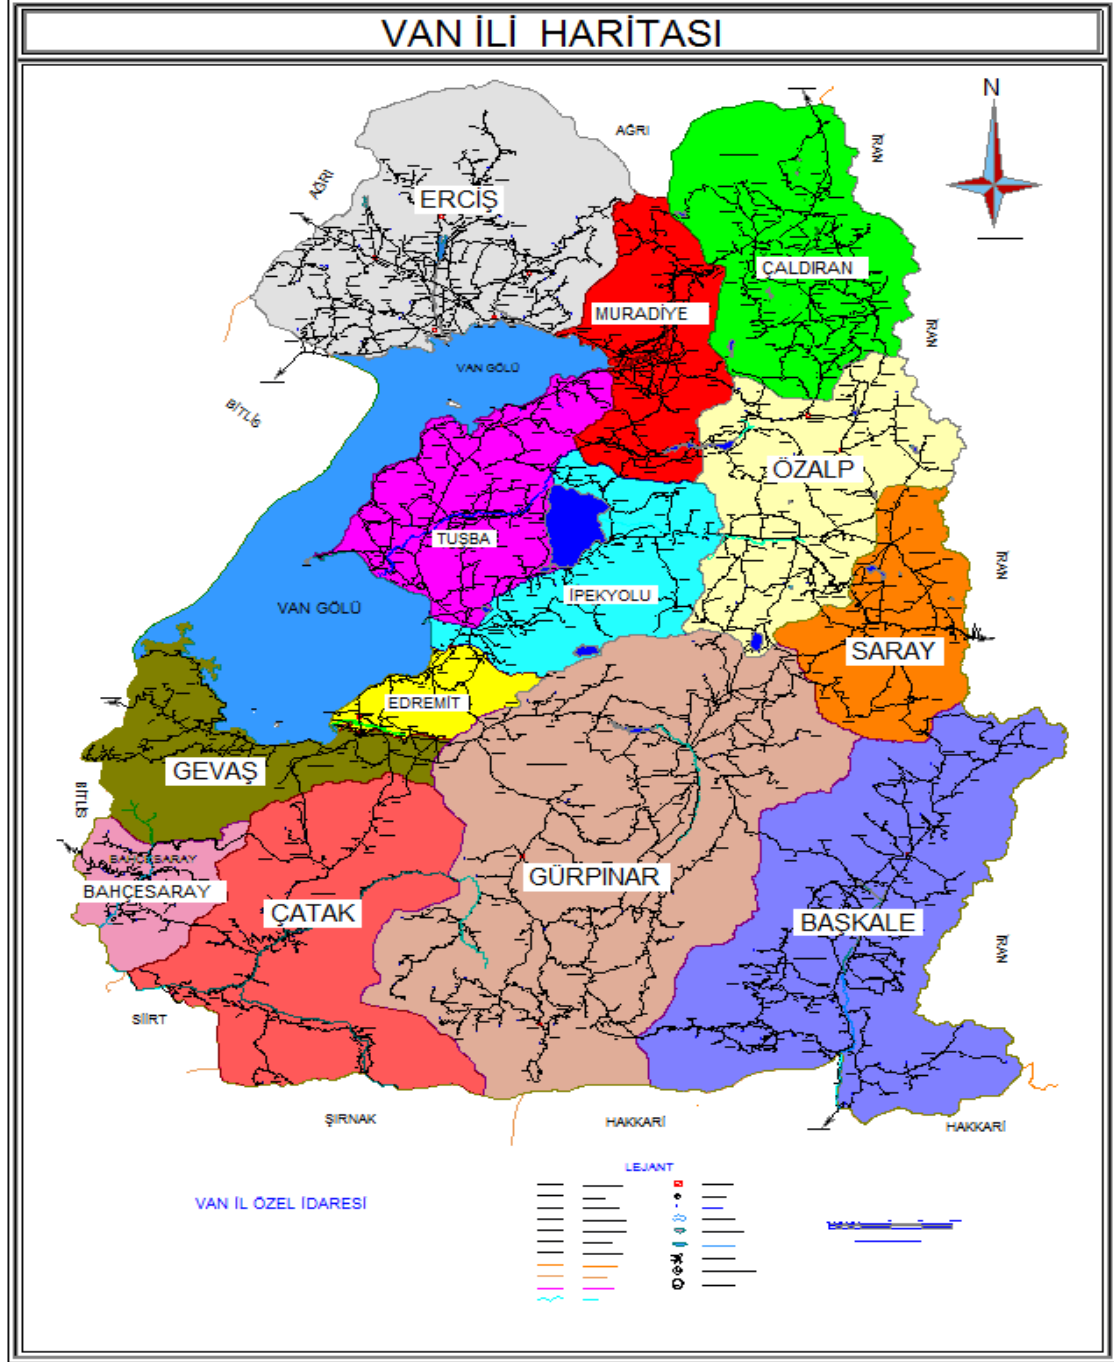 VAN İLİ HARİTASI
N
AĞRI
İRAN
AĞRI
ERCİŞ
ÇALDIRAN
MURADİYE
İRAN
VAN GÖLÜ
BİTLİS
ÖZALP
TUŞBA
İRAN
İPEKYOLU
VAN GÖLÜ
SARAY
EDREMİT
GEVAŞ
BİTLİS
BAHÇESARAY
GÜRPINAR
BAHÇESARAY
ÇATAK
BAŞKALE
İRAN
SİİRT
ŞIRNAK
HAKKARİ
HAKKARİ
LEJANT
VAN İL ÖZEL İDARESİ